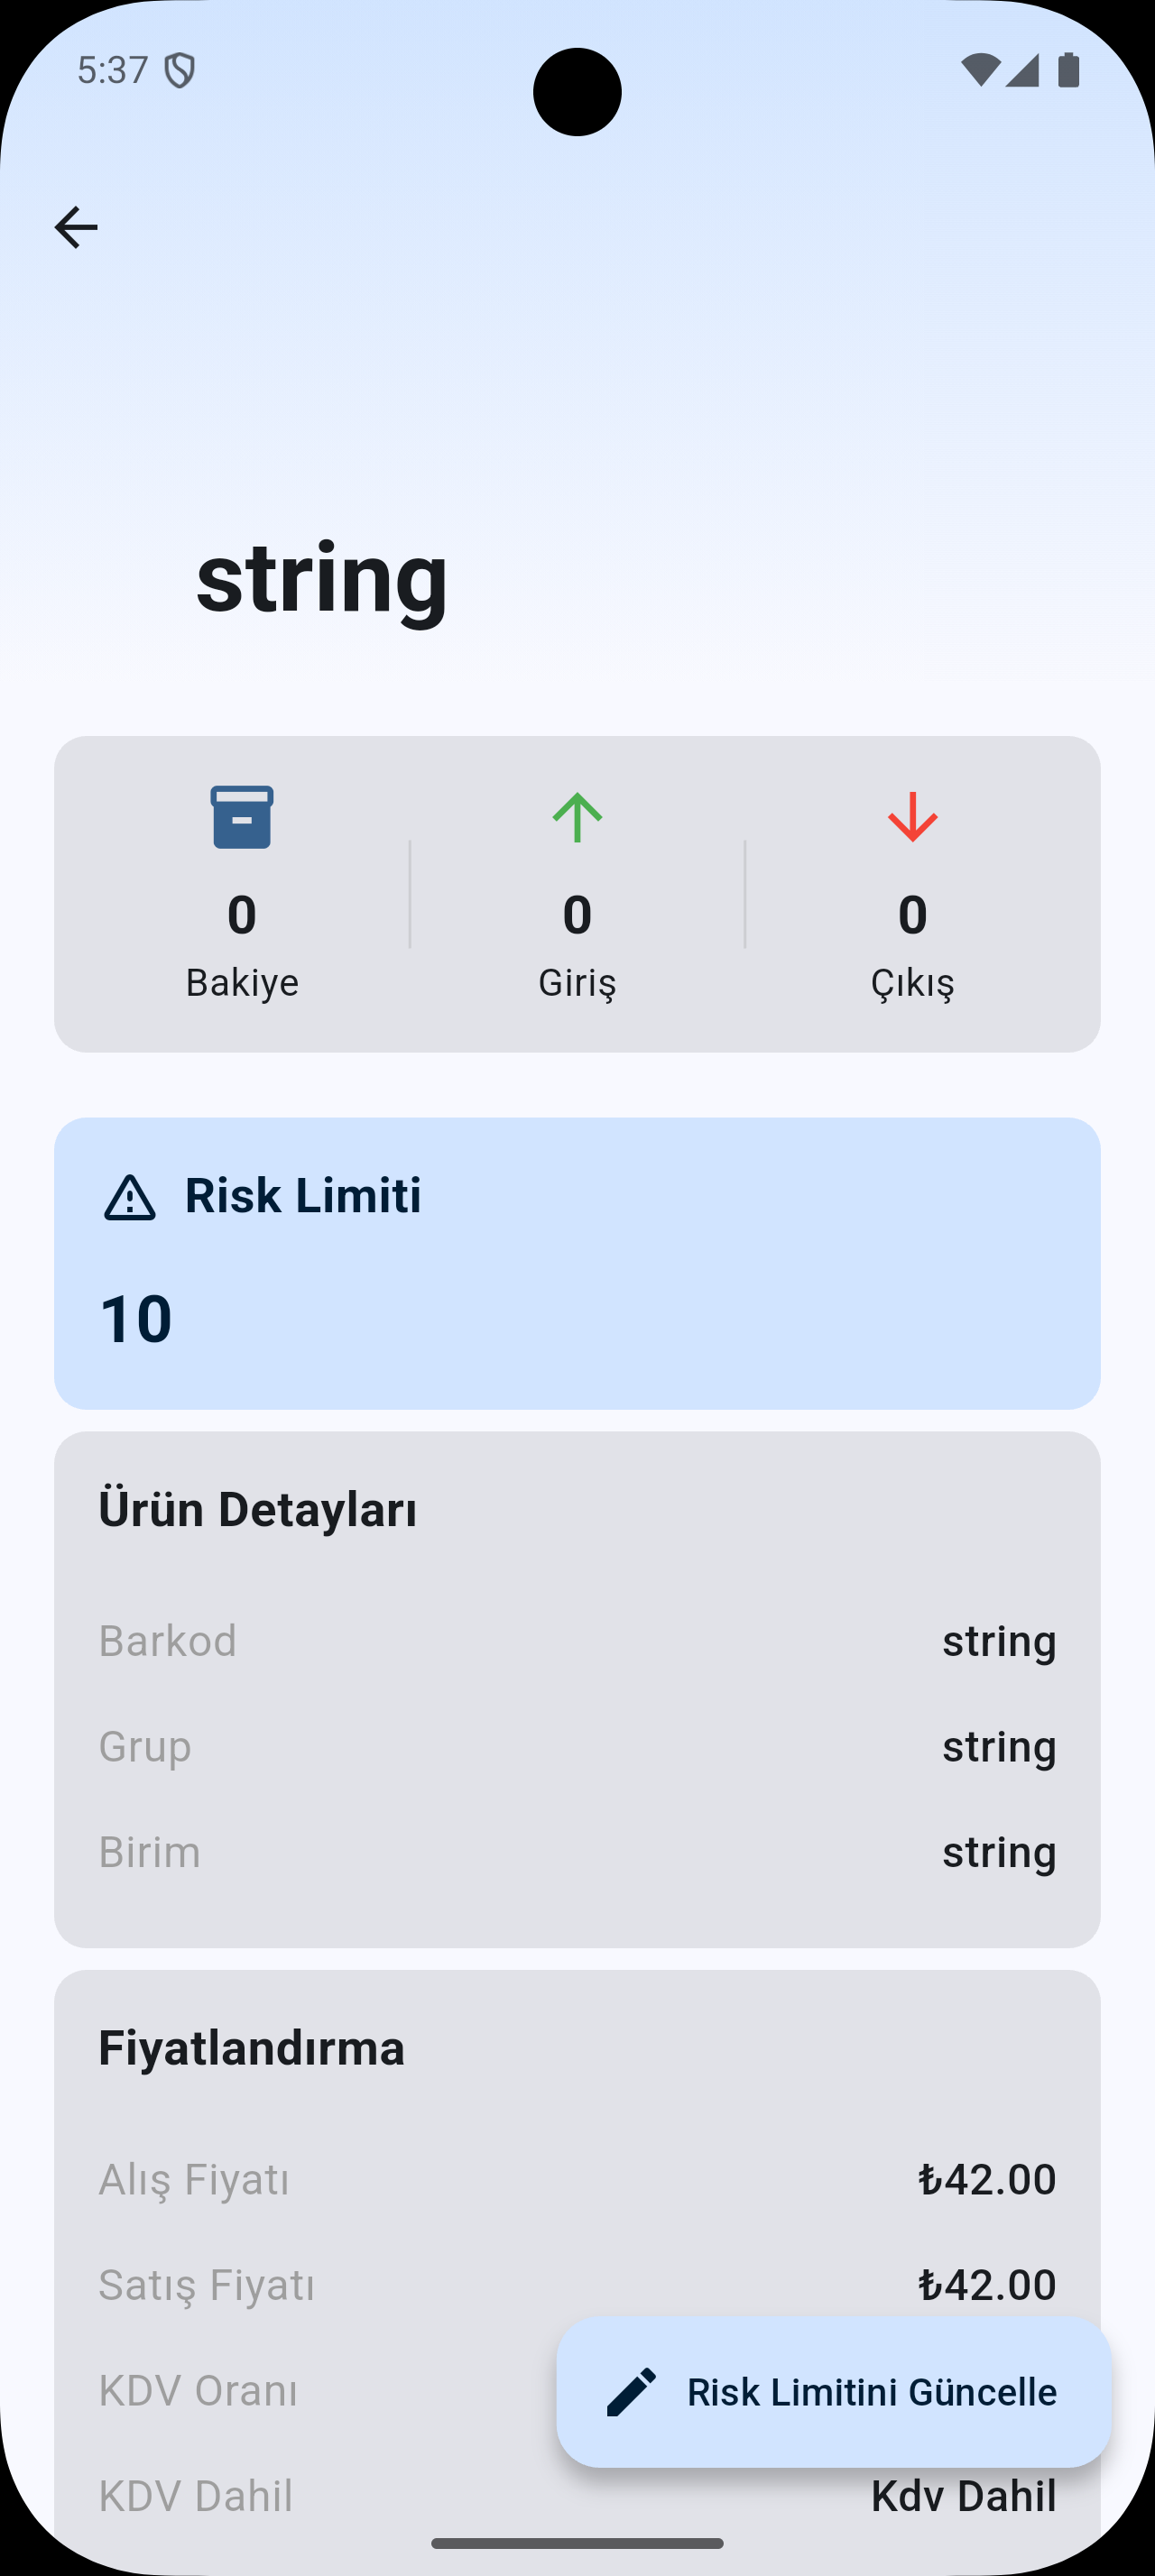 5:37
string
0
0
0
Bakiye
Giriş
Çıkış
Risk Limiti
10
Ürün Detayları
Barkod string
Grup string
Birim string
Fiyatlandırma
Alış Fiyatı ₺42.00
Satış Fiyatı ₺42.00
KDV Oranı
Risk Limitini Güncelle
KDV Dahil Kdv Dahil